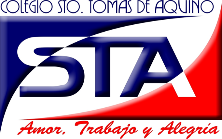 COLEGIO STO. TOMAS DE AQUINO
STA
Amor, Trabajo y Alegría